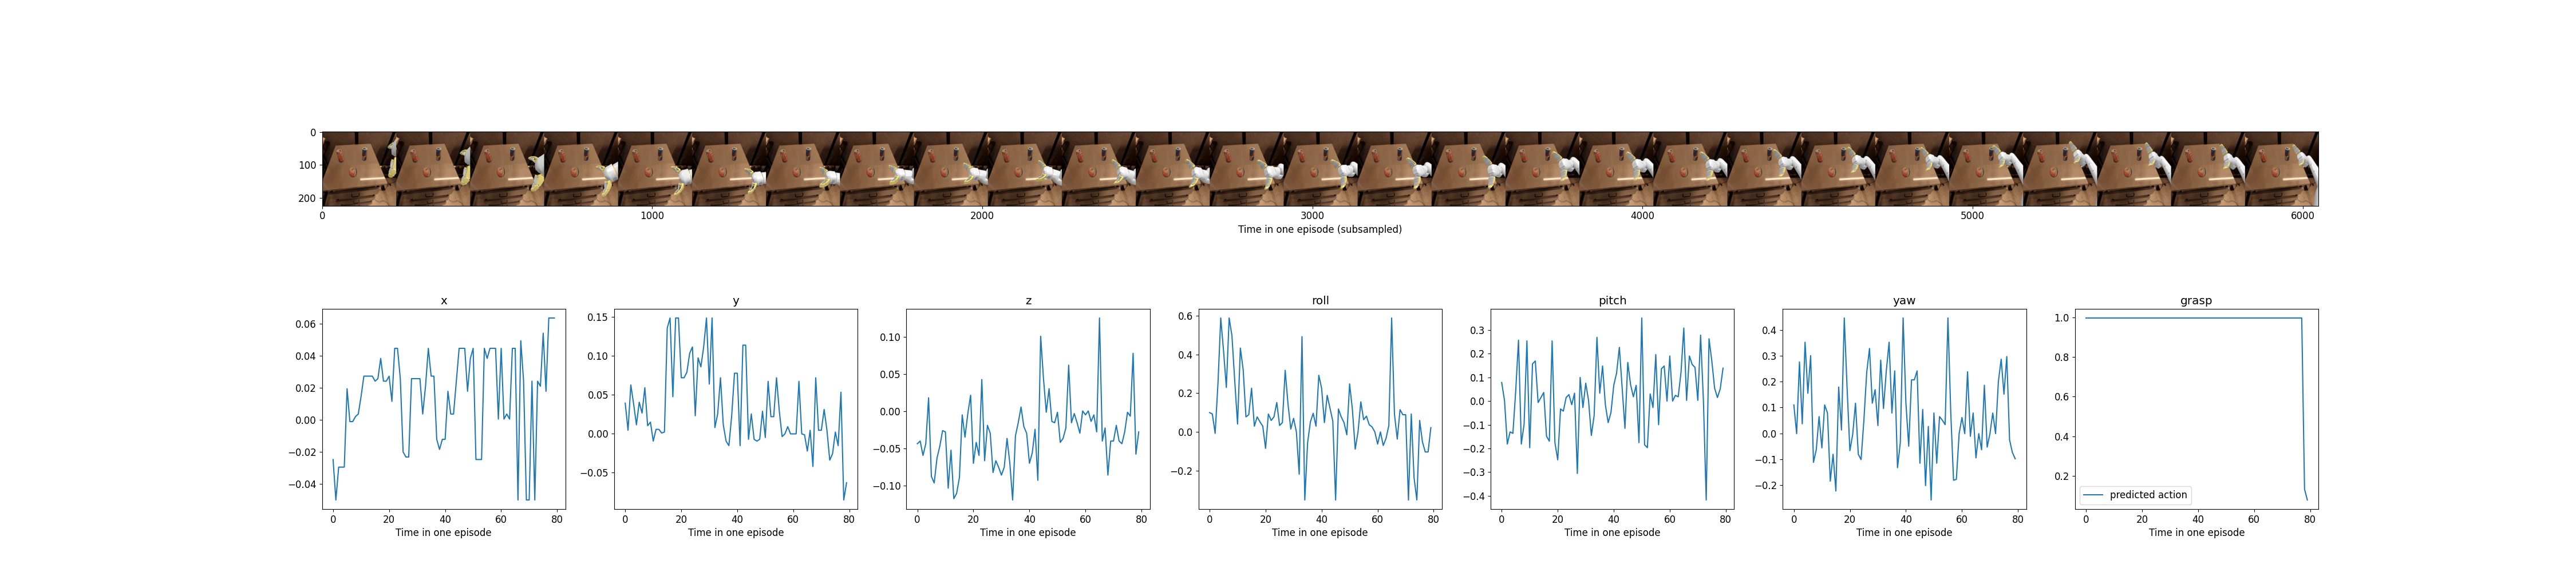 0
100
200
0 1000 2000 3000 4000 5000 6000
Time in one episode (subsampled)
x
0.06
0.04
0.02
0.00
−0.02
−0.04
0 20 40 60 80
Time in one episode
y
0.15
0.10
0.05
0.00
−0.05
0 20 40 60 80
Time in one episode
z
0.10
0.05
0.00
−0.05
−0.10
0 20 40 60 80
Time in one episode
roll
0.6
0.4
0.2
0.0
−0.2
0 20 40 60 80
Time in one episode
pitch
0.3
0.2
0.1
0.0
−0.1
−0.2
−0.3
−0.4
0 20 40 60 80
Time in one episode
yaw
0.4
0.3
0.2
0.1
0.0
−0.1
−0.2
0 20 40 60 80
Time in one episode
grasp
1.0
0.8
0.6
0.4
0.2
predicted action
0 20 40 60 80
Time in one episode